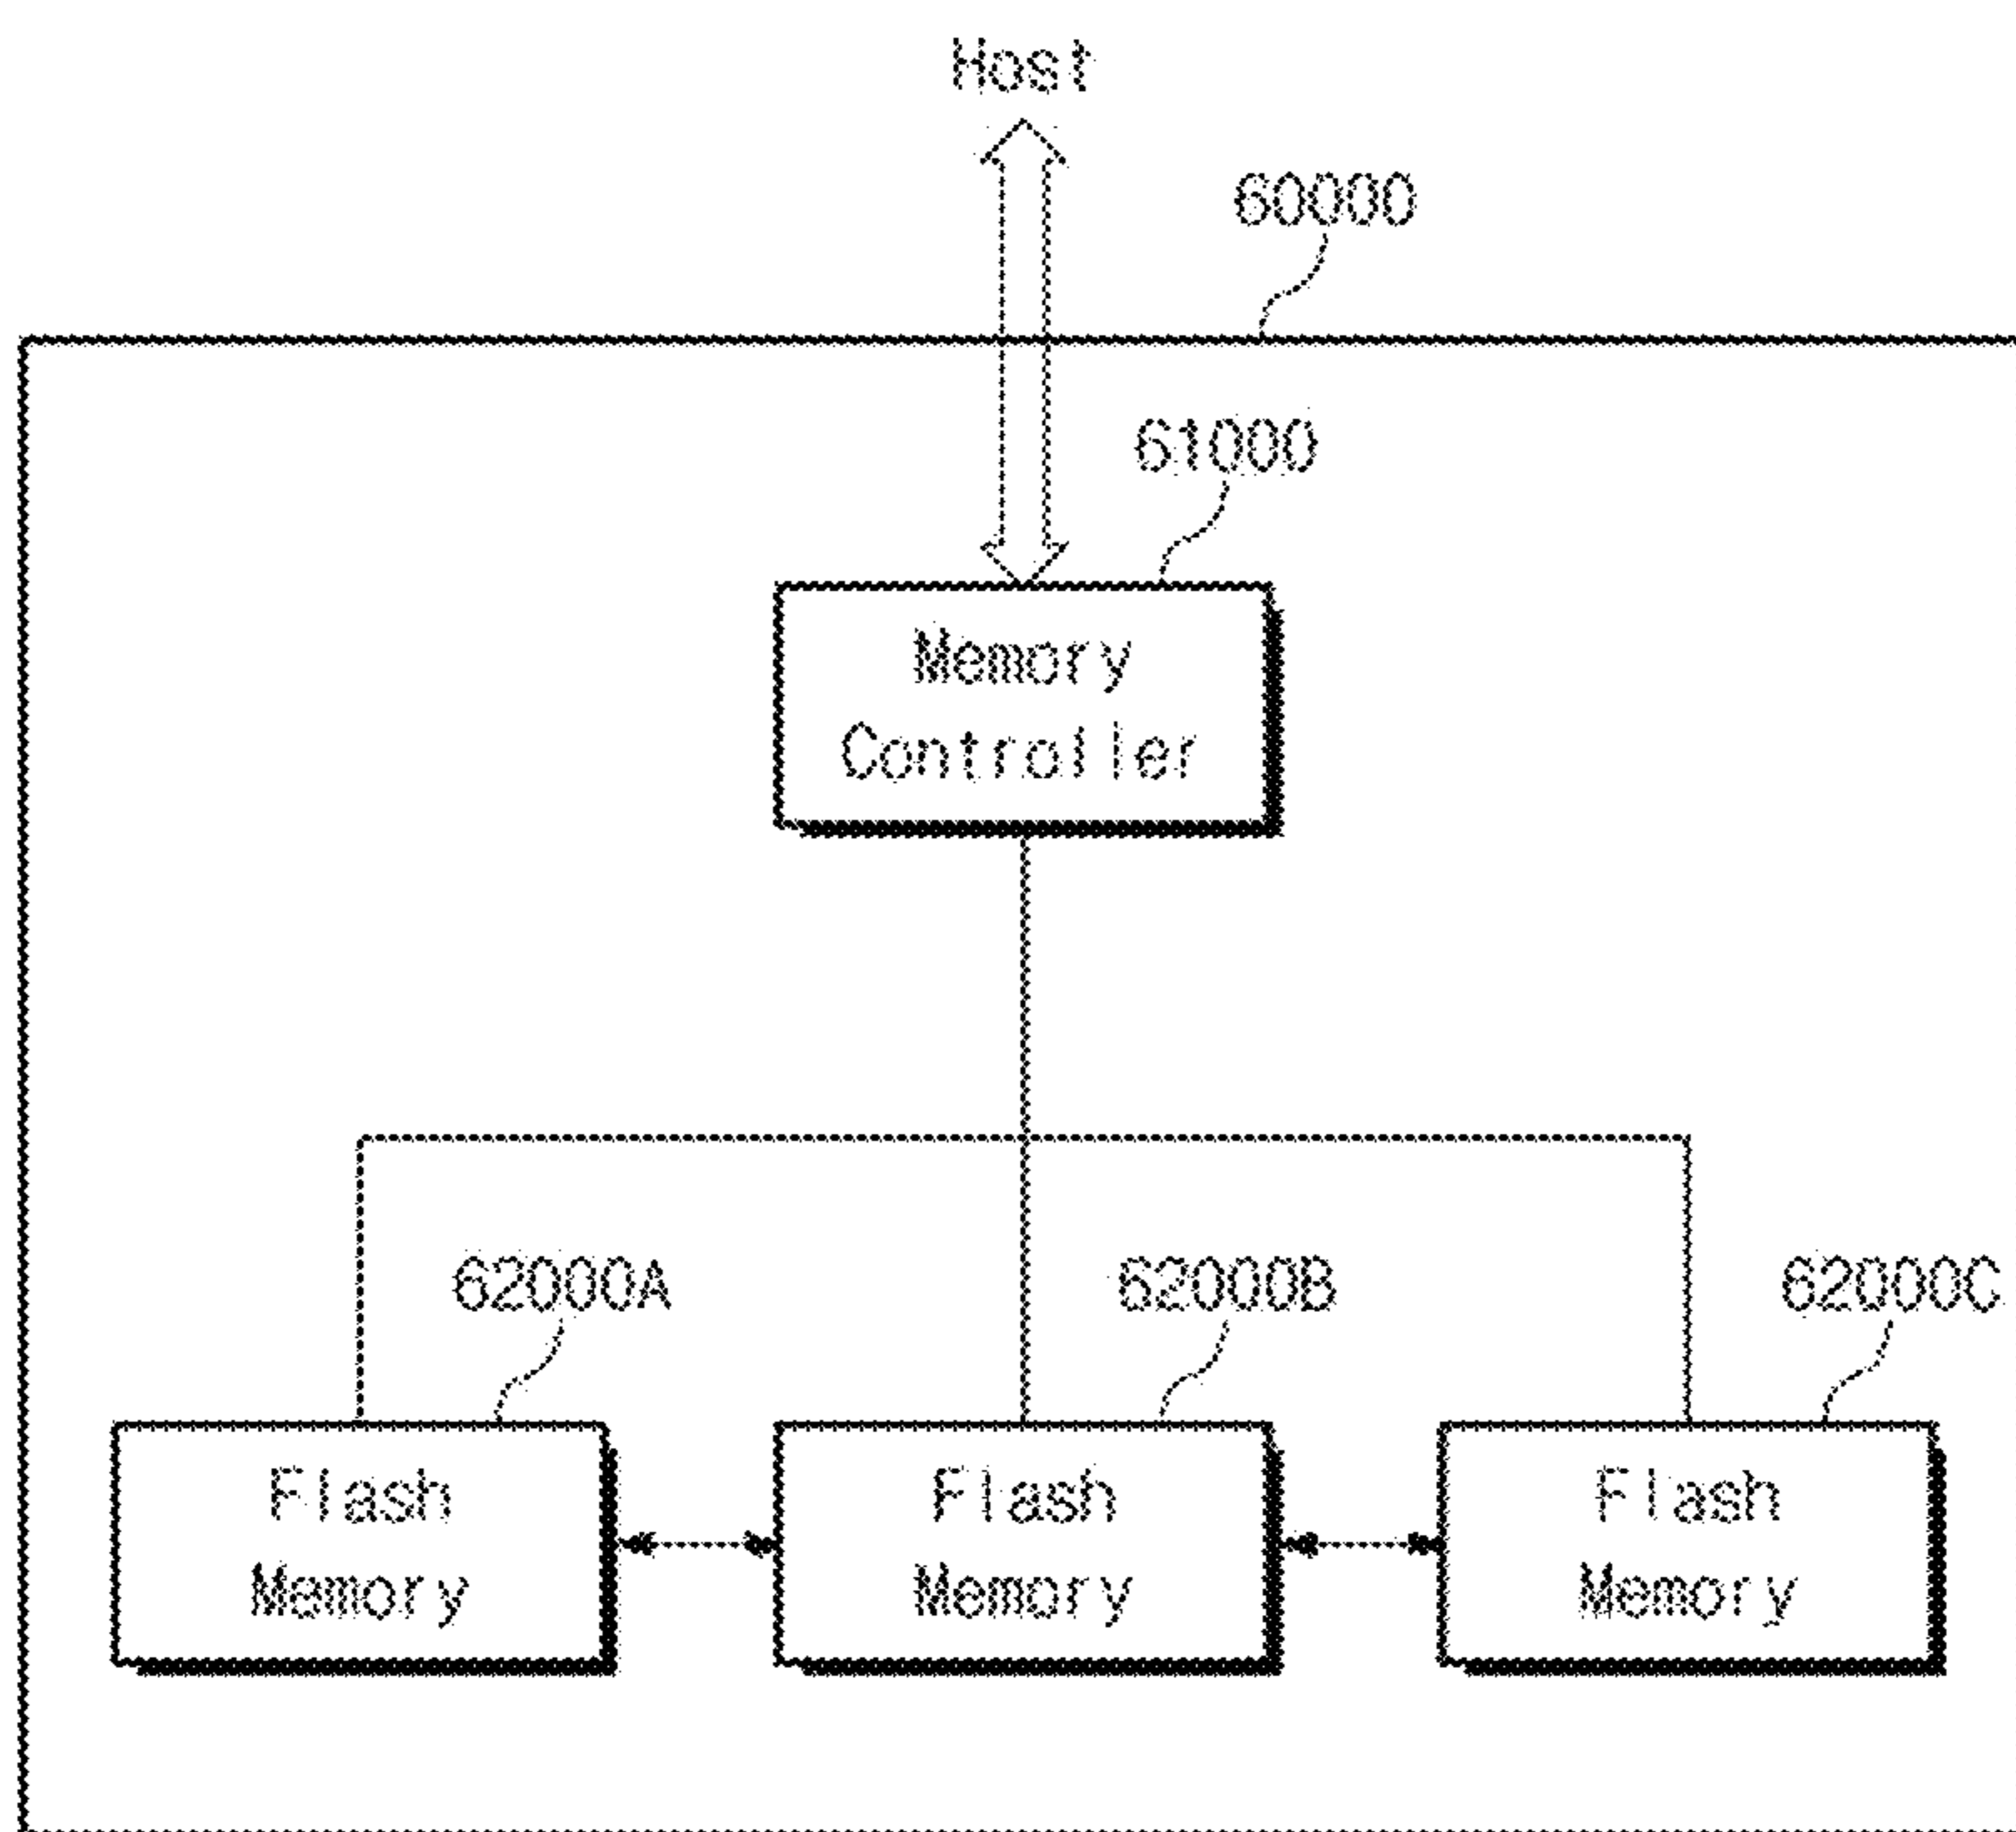 Host
60000
61000
Memory
Controller
62000A
62000B
62000C
Flash
Memory
Flash
Memory
Flash
Memory